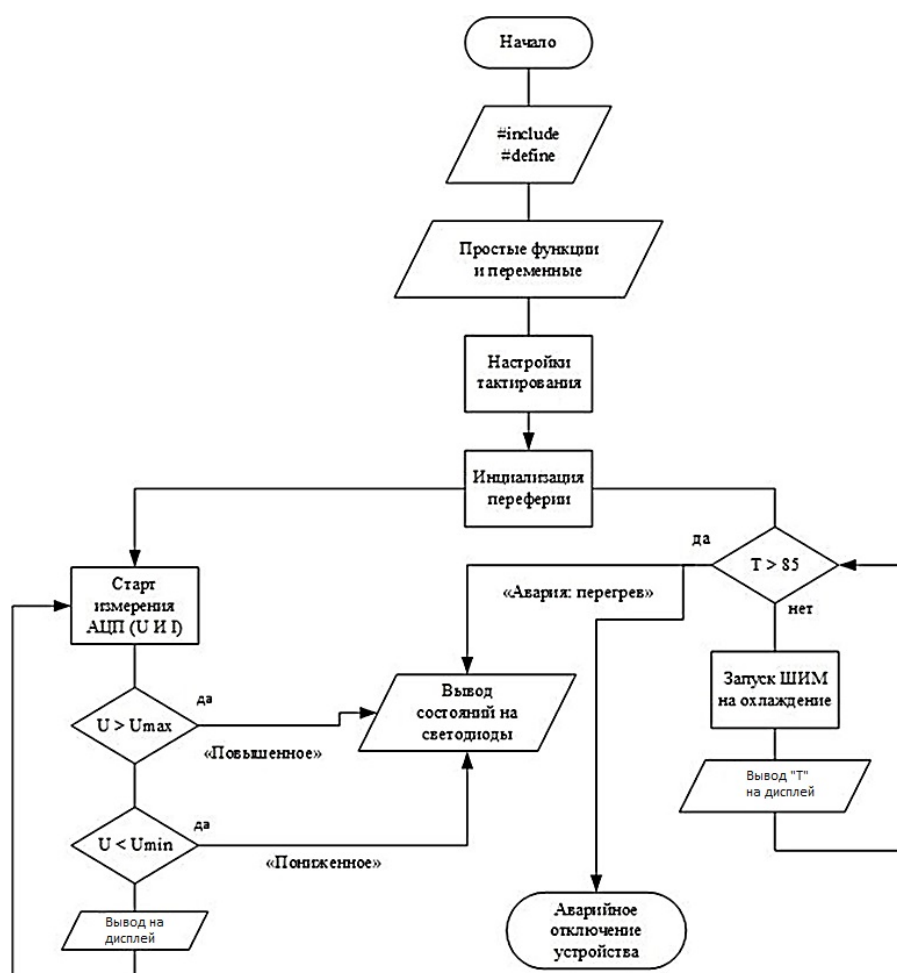 Начало
#include
#define
Простые функции
и переменные
Настройки
тактирования
Инциализация
переферии
да
T > 85
«Авария: перегрев»
нет
Старт
измерения
АЦП (U И I)
Запуск ШИМ
на охлаждение
Вывод
состояний на
светодиоды
да
U > Umax
«Повышенное»
Вывод "T"
на дисплей
да
U < Umin
«Пониженное»
Вывод на
дисплей
Аварийное
отключение
устройства